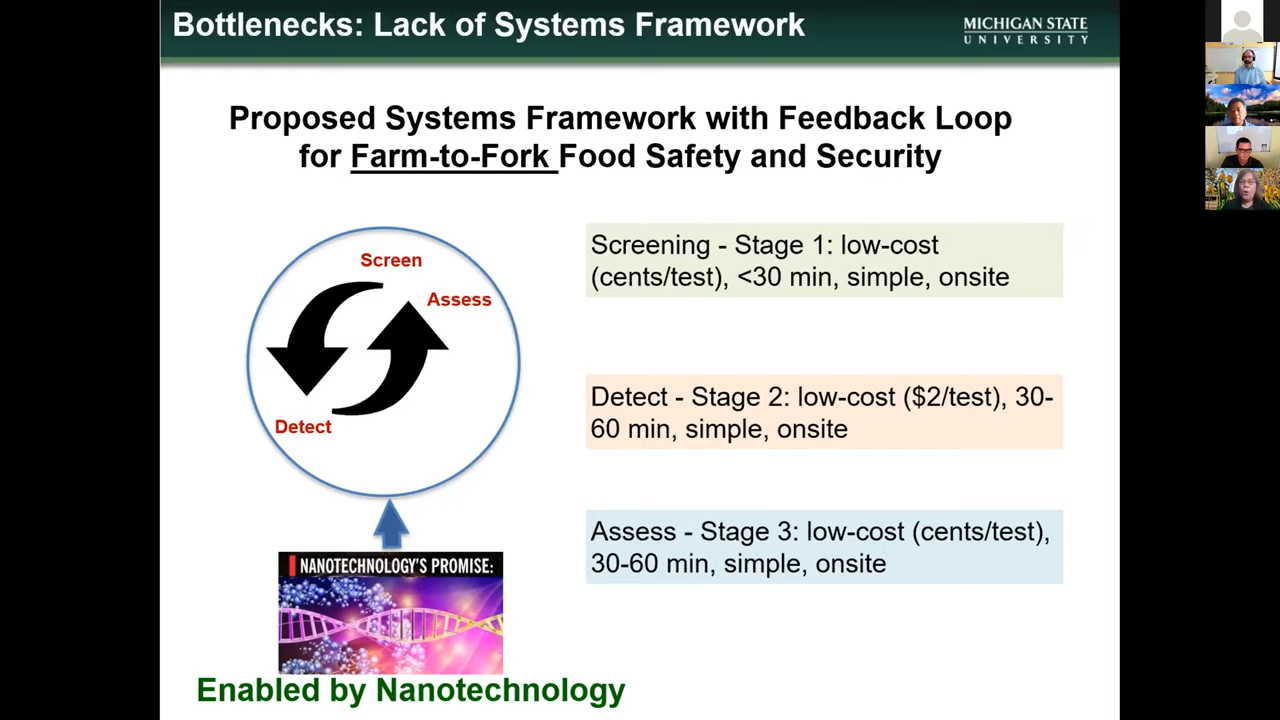 Bottlenecks: Lack of Systems Framework
MICHIGAN STATE
UNIVERSITY
Proposed Systems Framework with Feedback Loop
for Farm-to-Fork Food Safety and Security
Screen
Assess
Detect
Screening - Stage 1: low-cost
(cents/test), <30 min, simple, onsite
Detect - Stage 2: low-cost ($2/test), 30-
60 min, simple, onsite
Assess - Stage 3: low-cost (cents/test),
30-60 min, simple, onsite
NANOTECHNOLOGY'S PROMISE:
Enabled by Nanotechnology